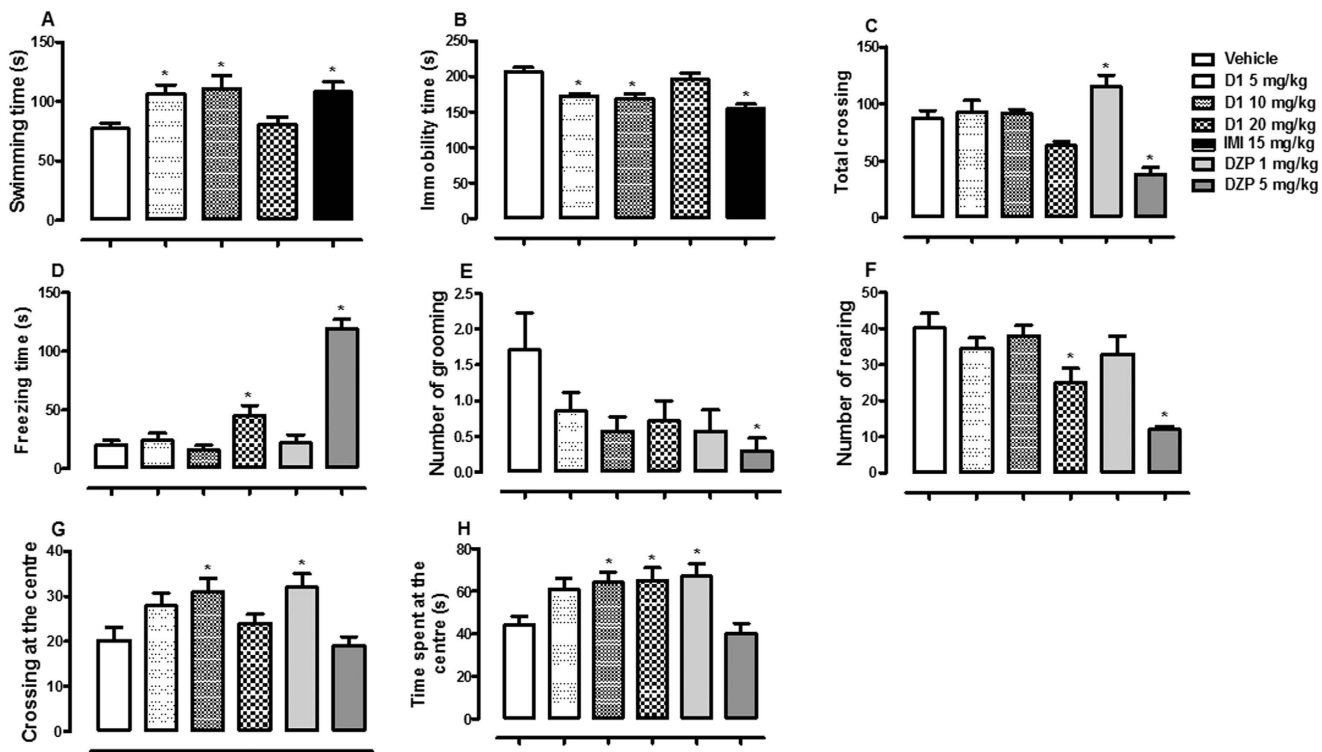 A
Swimming time (s)
150
100
50
0
* * *
B
Immobility time (s)
250
200
150
100
50
0
* * *
C
Total crossing
150
100
50
0
* *
Vehicle
D1 5 mg/kg
D1 10 mg/kg
D1 20 mg/kg
IMI 15 mg/kg
DZP 1 mg/kg
DZP 5 mg/kg
D
Freezing time (s)
150
100
50
0
* *
E
Number of grooming
2.5
2.0
1.5
1.0
0.5
0.0
*
F
Number of rearing
50
40
30
20
10
0
* *
G
Crossing at the centre
40
30
20
10
0
* *
H
Time spent at the
centre (s)
80
60
40
20
0
* * *